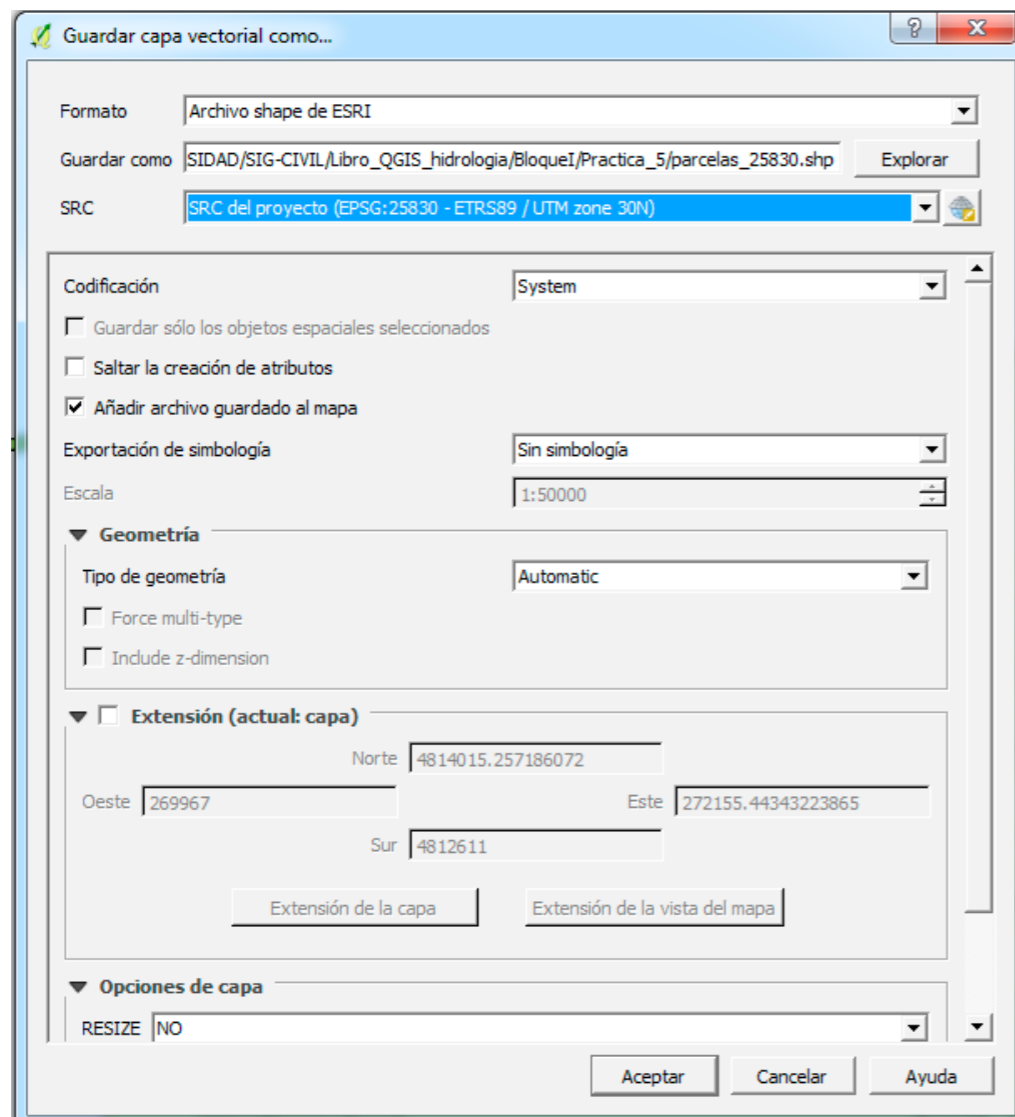 Guardar capa vectorial como...
Formato Archivo shape de ESRI
Guardar como SIDAD/SIG-CIVIL/Libro_QGIS_hidrologia/BloqueI/Practica_5/parcelas_25830.shp Explorar
SRC SRC del proyecto (EPSG:25830 - ETRS89 / UTM zone 30N)
Codificación System
Guardar sólo los objetos espaciales seleccionados
Saltar la creación de atributos
Añadir archivo guardado al mapa
Exportación de simbología Sin simbología
Escala 1:50000
Geometría
Tipo de geometría Automatic
Force multi-type
Include z-dimension
Extensión (actual: capa)
Norte 4814015.257186072
Oeste 269967 Este 272155.44343223865
Sur 4812611
Extensión de la capa Extensión de la vista del mapa
Opciones de capa
RESIZE NO
Aceptar Cancelar Ayuda